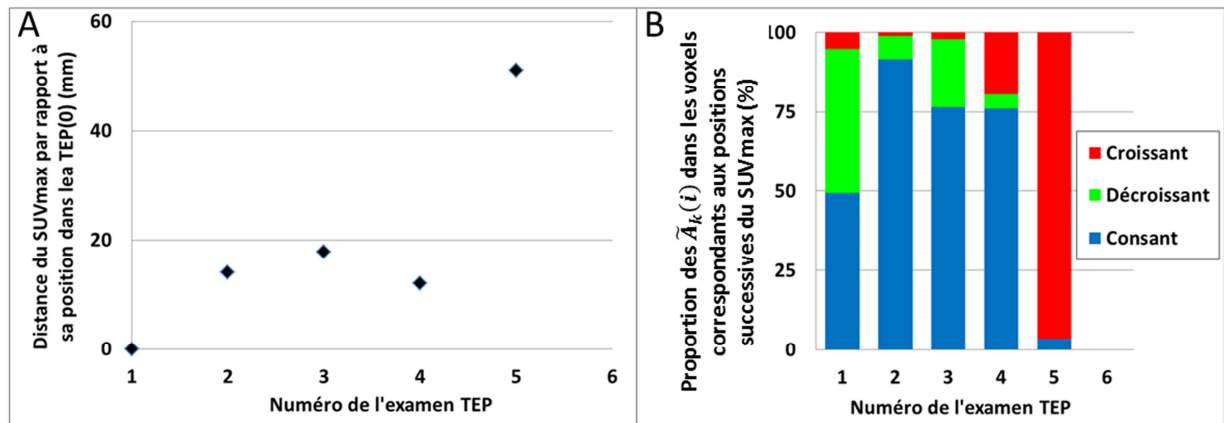 A
Distance du SUVmax par rapport à
sa position dans lea TEP(0) (mm)
60
40
20
0
1 2 3 4 5 6
Numéro de l'examen TEP
B
Proportion des Ã_k(i) dans les voxels
correspondants aux positions
successives du SUVmax (%)
100
75
50
25
0
1 2 3 4 5 6
Numéro de l'examen TEP
Croissant
Décroissant
Consant